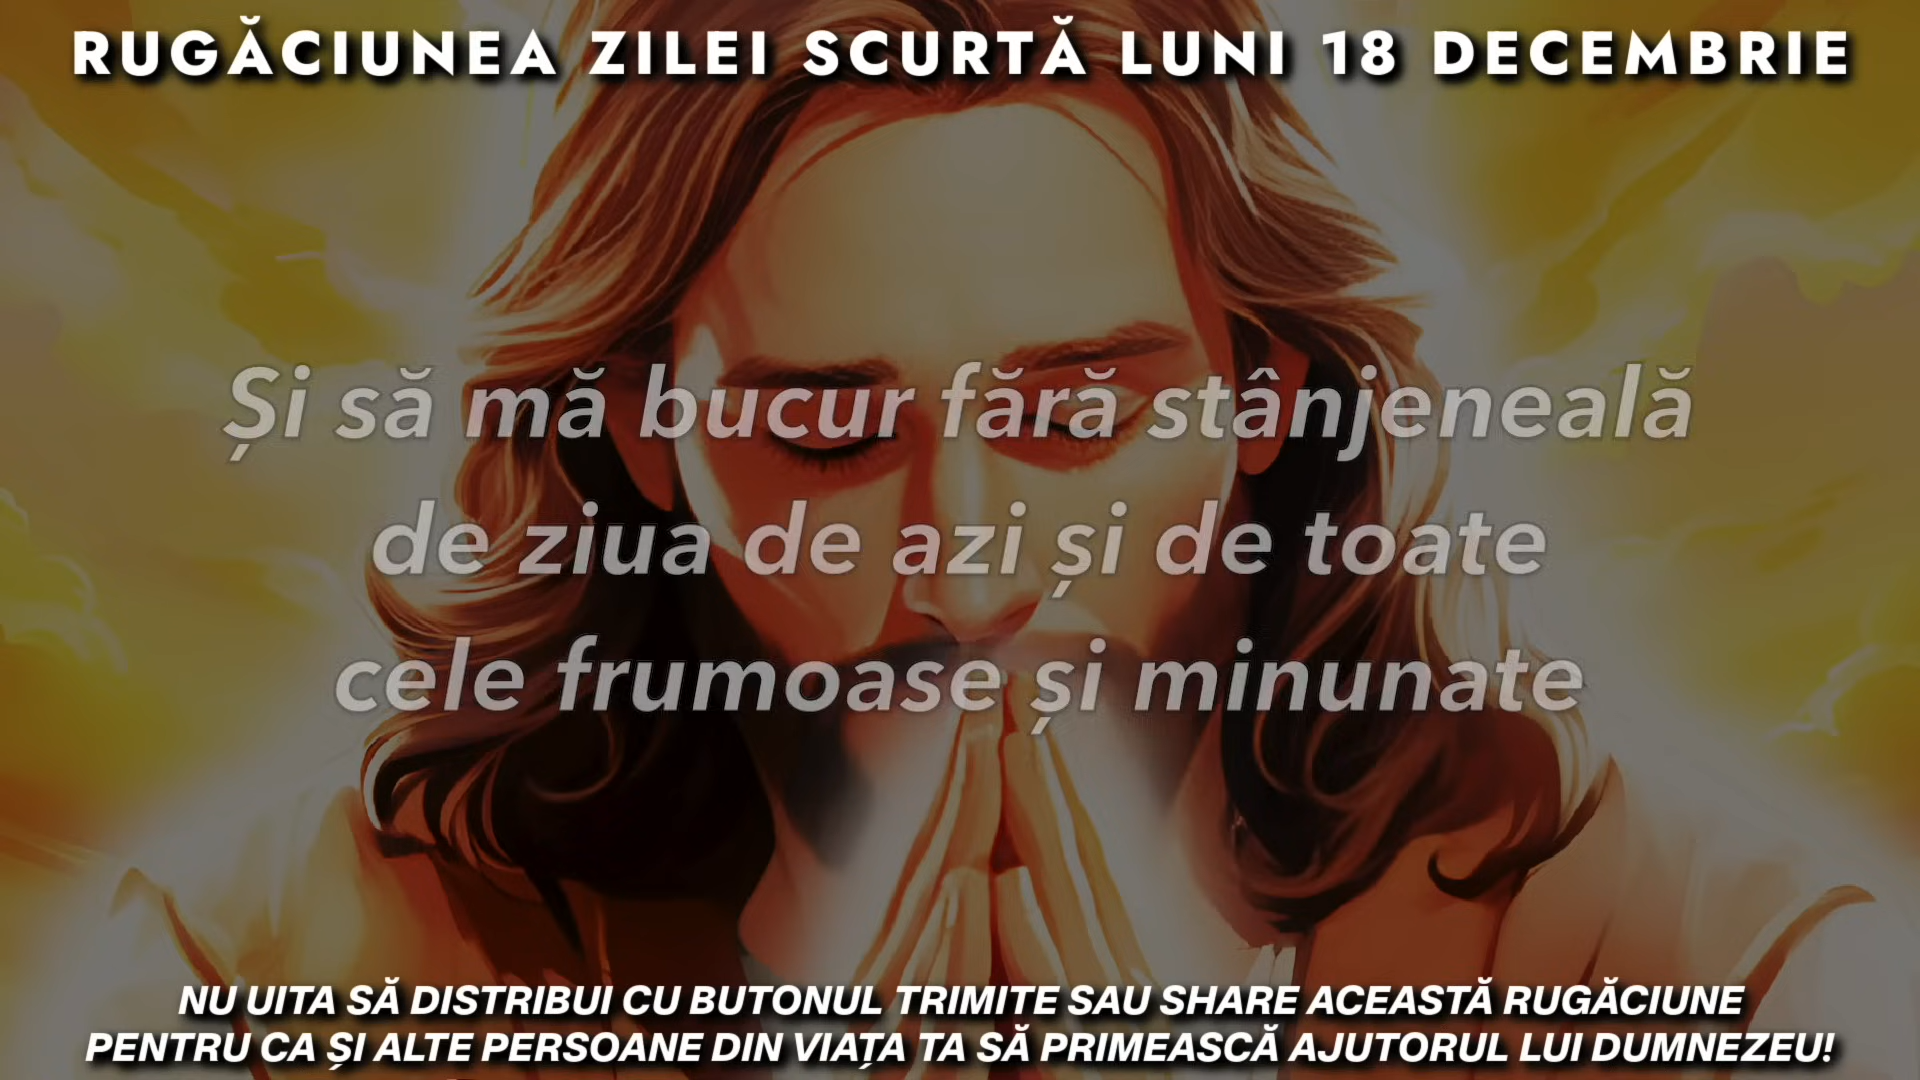 RUGĂCIUNEA ZILEI SCURTĂ LUNI 18 DECEMBRIE
Și să mă bucur fără stânjeneală
de ziua de azi și de toate
cele frumoase și minunate
NU UITA SĂ DISTRIBUI CU BUTONUL TRIMITE SAU SHARE ACEASTĂ RUGĂCIUNE
PENTRU CA ȘI ALTE PERSOANE DIN VIAȚA TA SĂ PRIMEASCĂ AJUTORUL LUI DUMNEZEU!